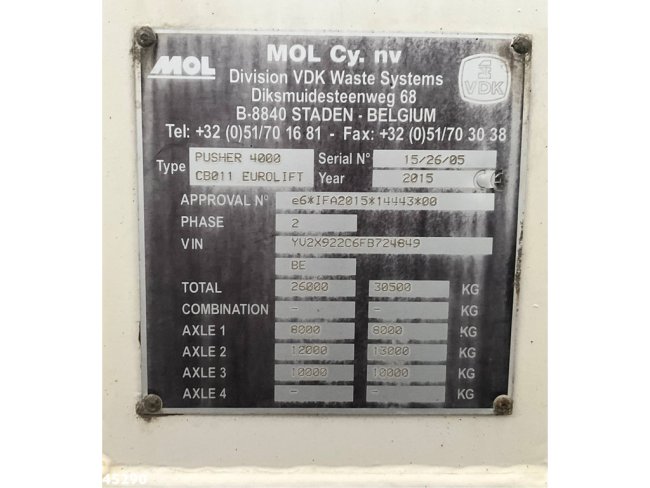 MOL
MOL Cy. nv
VDK
Division VDK Waste Systems
Diksmuidesteenweg 68
B-8840 STADEN - BELGIUM
Tel: +32 (0)51/70 16 81 - Fax: +32 (0)51/70 30 38
Type PUSHER 4000 Serial N° 15/26/05
CB011 EUROLIFT Year 2015 CE
APPROVAL N° e6*IFA2015*14443*00
PHASE 2
VIN YV2X922C6FB724849
BE
TOTAL 26000 30500 KG
COMBINATION - - KG
AXLE 1 8000 8000 KG
AXLE 2 12000 13000 KG
AXLE 3 10000 10000 KG
AXLE 4 - - KG
45290